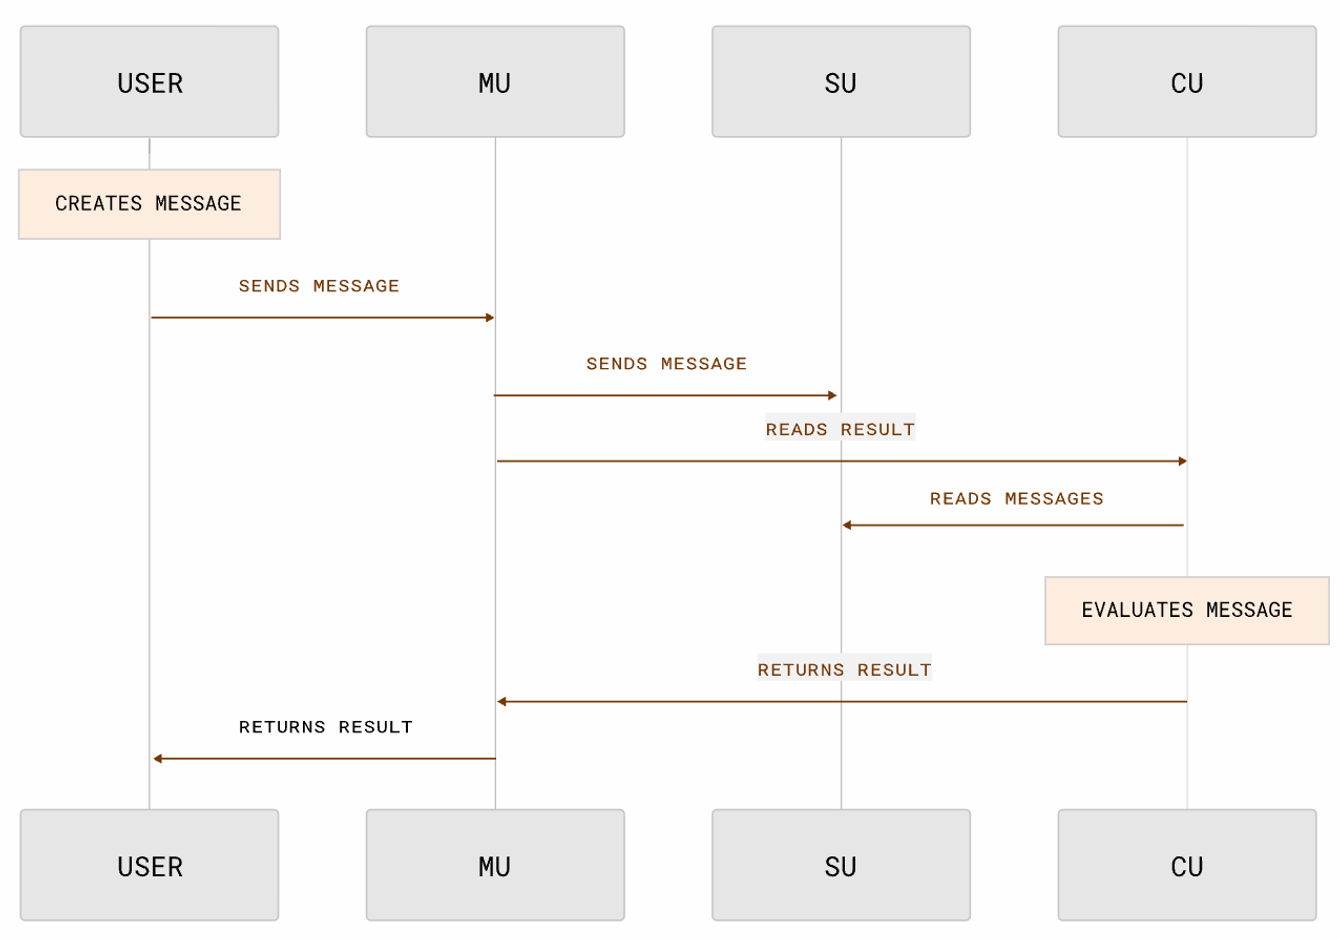 USER
MU
SU
CU
CREATES MESSAGE
SENDS MESSAGE
SENDS MESSAGE
READS RESULT
READS MESSAGES
EVALUATES MESSAGE
RETURNS RESULT
RETURNS RESULT
USER
MU
SU
CU